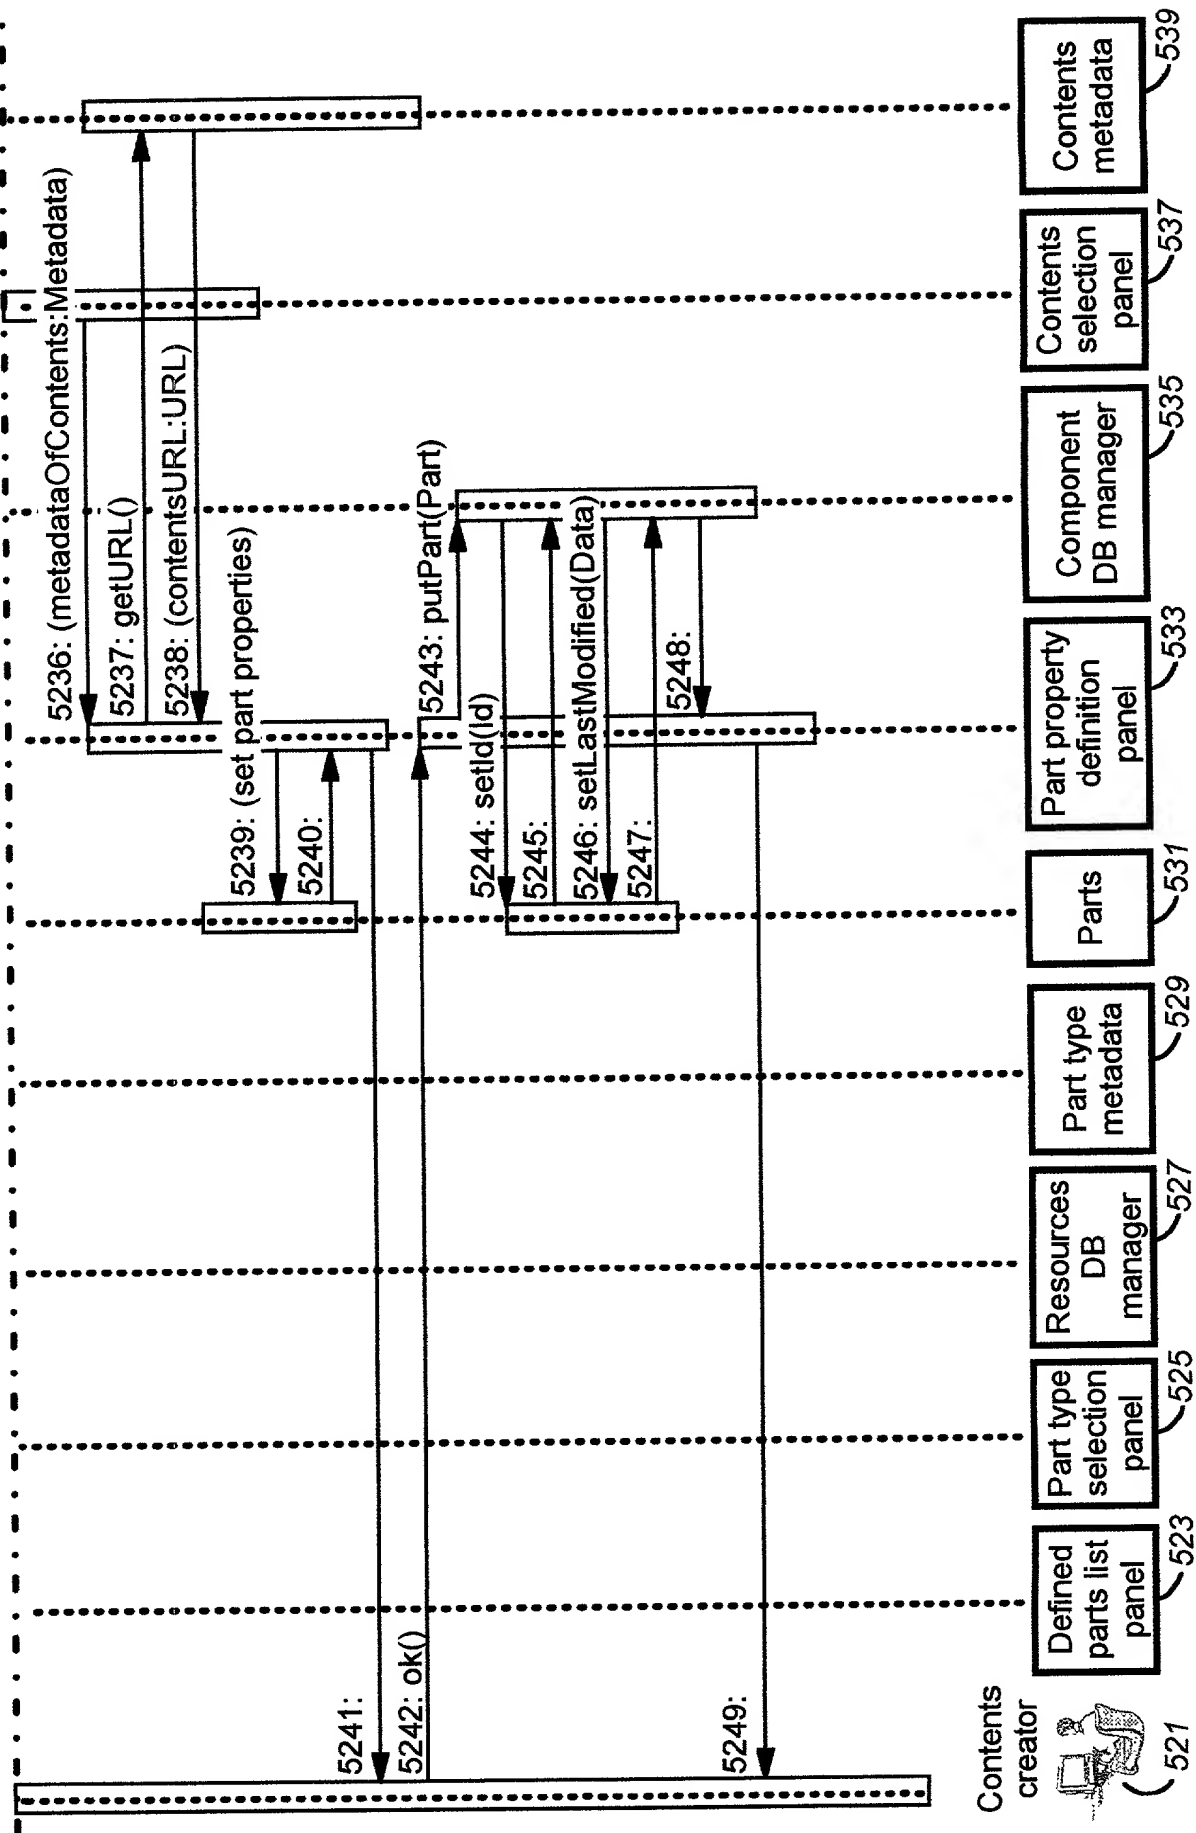 5236: (metadataOfContents:Metadata)
5237: getURL()
5238: (contentsURL:URL)
5239: (set part properties)
5240:
5241:
5242: ok()
5243: putPart(Part)
5244: setId(Id)
5245:
5246: setLastModified(Data)
5247:
5248:
5249:
Contents
creator
521
Defined
parts list
panel
523
Part type
selection
panel
525
Resources
DB
manager
527
Part type
metadata
529
Parts
531
Part property
definition
panel
533
Component
DB manager
535
Contents
selection
panel
537
Contents
metadata
539